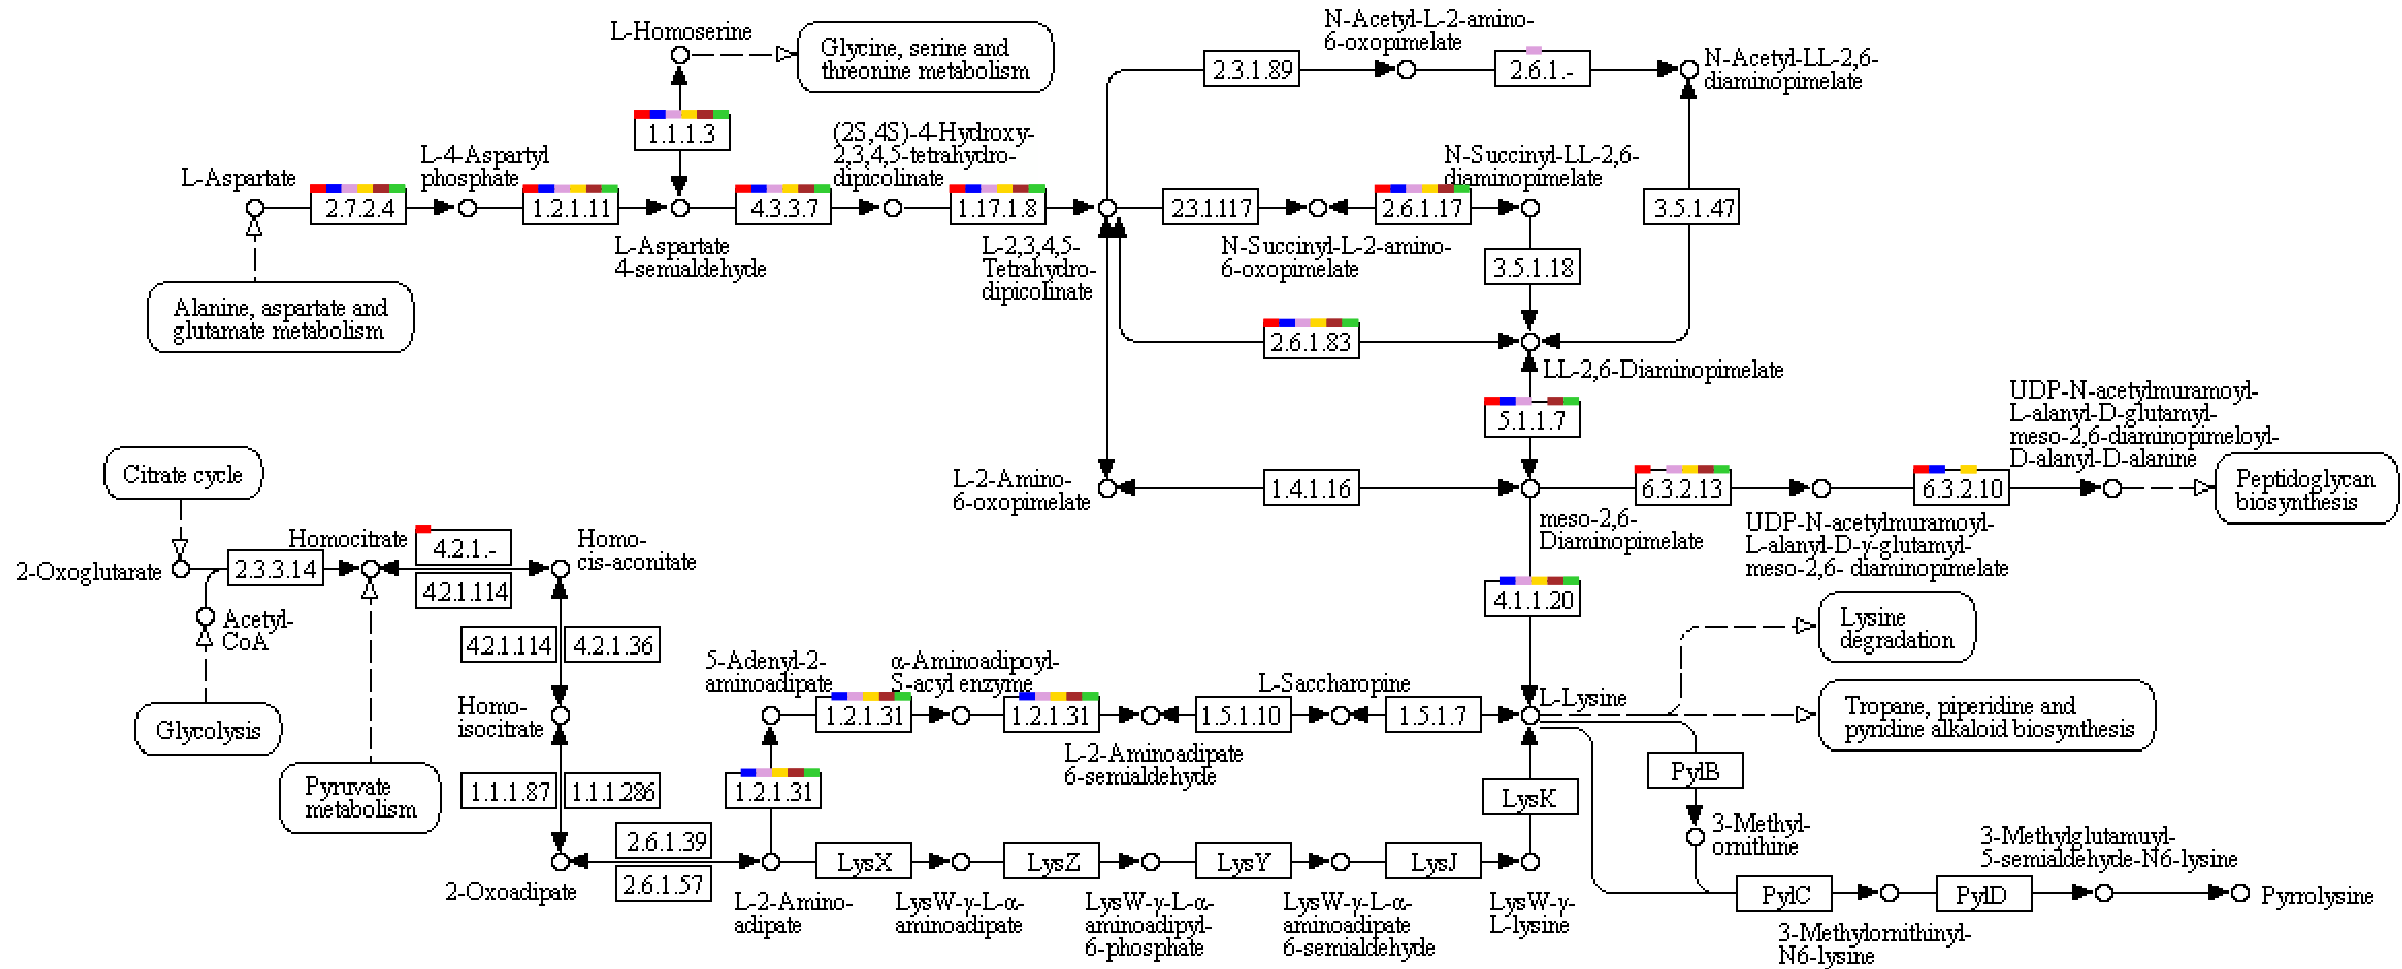 L-Homoserine
Glycine, serine and
threonine metabolism
N-Acetyl-L-2-amino-
6-oxopimelate
2.3.1.89
2.6.1.-
N-Acetyl-LL-2,6-
diaminopimelate
1.1.1.3
L-Aspartate
L-4-Aspartyl
phosphate
(2S,4S)-4-Hydroxy-
2,3,4,5-tetrahydro-
dipicolinate
N-Succinyl-LL-2,6-
diaminopimelate
2.7.2.4
1.2.1.11
4.3.3.7
1.17.1.8
2.3.1.117
2.6.1.17
3.5.1.47
L-Aspartate
4-semialdehyde
L-2,3,4,5-
Tetrahydro-
dipicolinate
N-Succinyl-L-2-amino-
6-oxopimelate
3.5.1.18
Alanine, aspartate and
glutamate metabolism
2.6.1.83
LL-2,6-Diaminopimelate
5.1.1.7
UDP-N-acetylmuramoyl-
L-alanyl-D-glutamyl-
meso-2,6-diaminopimeloyl-
D-alanyl-D-alanine
Citrate cycle
L-2-Amino-
6-oxopimelate
1.4.1.16
6.3.2.13
6.3.2.10
Peptidoglycan
biosynthesis
meso-2,6-
Diaminopimelate
UDP-N-acetylmuramoyl-
L-alanyl-D-γ-glutamyl-
meso-2,6- diaminopimelate
2-Oxoglutarate
2.3.3.14
Homocitrate
4.2.1.-
4.2.1.114
Homo-
cis-aconitate
Acetyl-
CoA
4.2.1.114
4.2.1.36
4.1.1.20
Lysine
degradation
Glycolysis
Homo-
isocitrate
5-Adenyl-2-
aminoadipate
α-Aminoadipoyl-
S-acyl enzyme
L-Saccharopine
L-Lysine
1.2.1.31
1.2.1.31
1.5.1.10
1.5.1.7
Tropane, piperidine and
pyridine alkaloid biosynthesis
L-2-Aminoadipate
6-semialdehyde
Pyruvate
metabolism
1.1.1.87
1.1.1.286
1.2.1.31
LysK
PylB
3-Methyl-
ornithine
2.6.1.39
2.6.1.57
2-Oxoadipate
L-2-Amino-
adipate
LysX
LysZ
LysY
LysJ
LysW-γ-L-α-
aminoadipate
LysW-γ-L-α-
aminoadipyl-
6-phosphate
LysW-γ-L-α-
aminoadipate
6-semialdehyde
LysW-γ-
L-lysine
PylC
PylD
3-Methylglutamuyl-
5-semialdehyde-N6-lysine
Pyrrolysine
3-Methylornithinyl-
N6-lysine